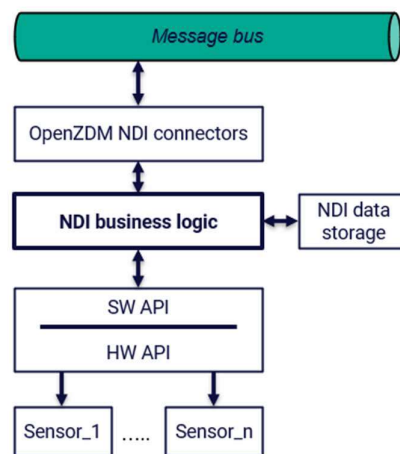 Message bus
OpenZDM NDI connectors
NDI business logic
NDI data
storage
SW API
HW API
Sensor_1 ..... Sensor_n